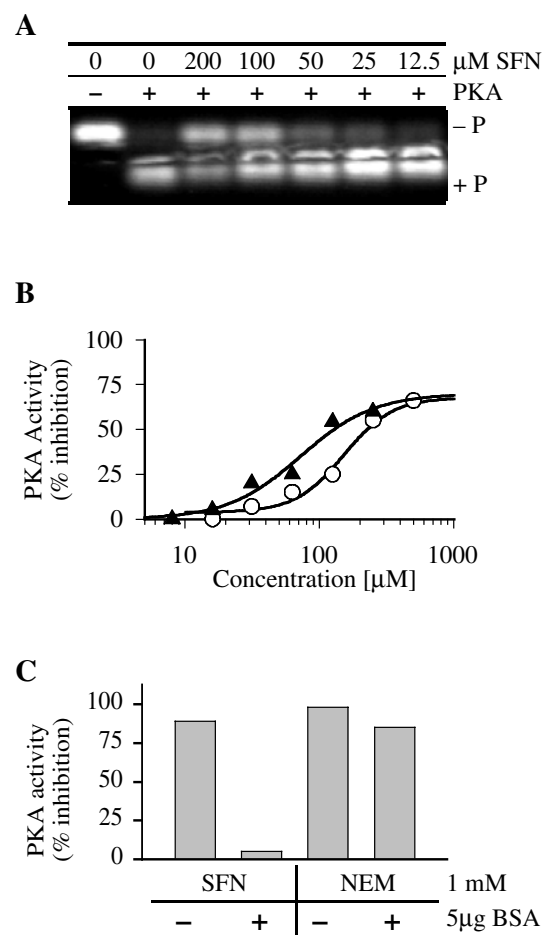 A
0 0 200 100 50 25 12.5 μM SFN
− + + + + + + PKA
− P
+ P
B
PKA Activity
(% inhibition)
100
75
50
25
0
10 100 1000
Concentration [μM]
C
PKA activity
(% inhibition)
100
75
50
25
0
SFN NEM 1 mM
− + − + 5μg BSA